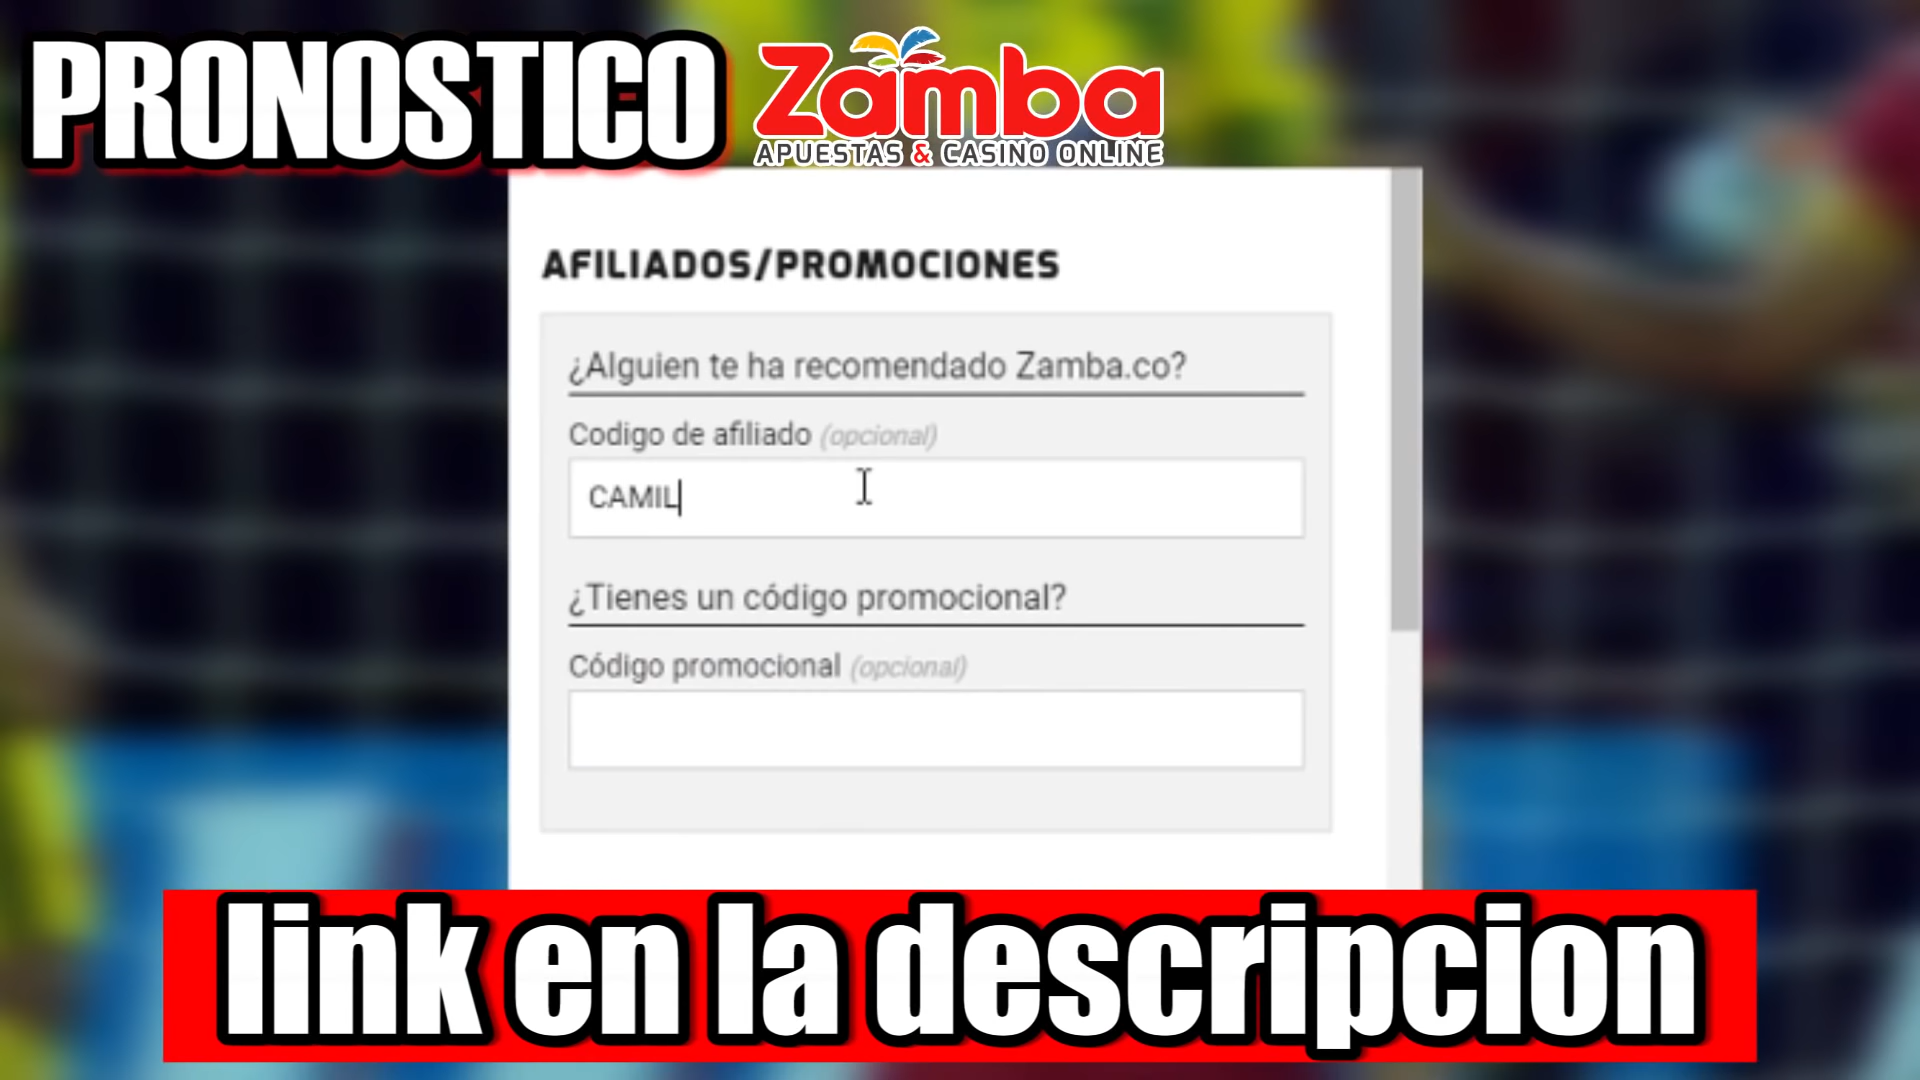 PRONOSTICO
Zamba
APUESTAS & CASINO ONLINE
AFILIADOS/PROMOCIONES
¿Alguien te ha recomendado Zamba.co?
Codigo de afiliado (opcional)
CAMIL
¿Tienes un código promocional?
Código promocional (opcional)
link en la descripcion